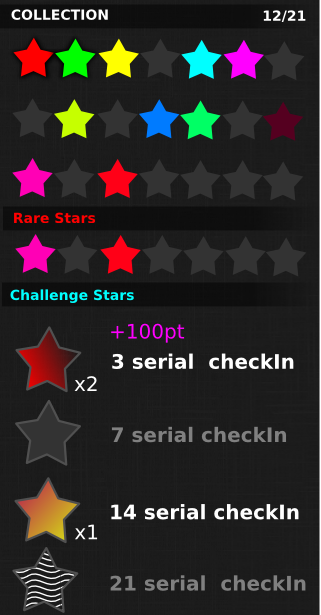 COLLECTION 12/21
Rare Stars
Challenge Stars
+100pt
3 serial checkIn
x2
7 serial checkIn
14 serial checkIn
x1
21 serial checkIn